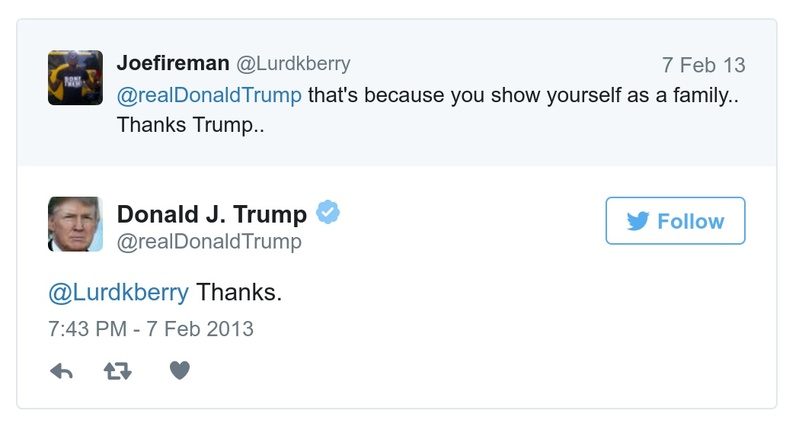 Joefireman @Lurdkberry 7 Feb 13
@realDonaldTrump that's because you show yourself as a family..
Thanks Trump..
Donald J. Trump
@realDonaldTrump
Follow
@Lurdkberry Thanks.
7:43 PM - 7 Feb 2013